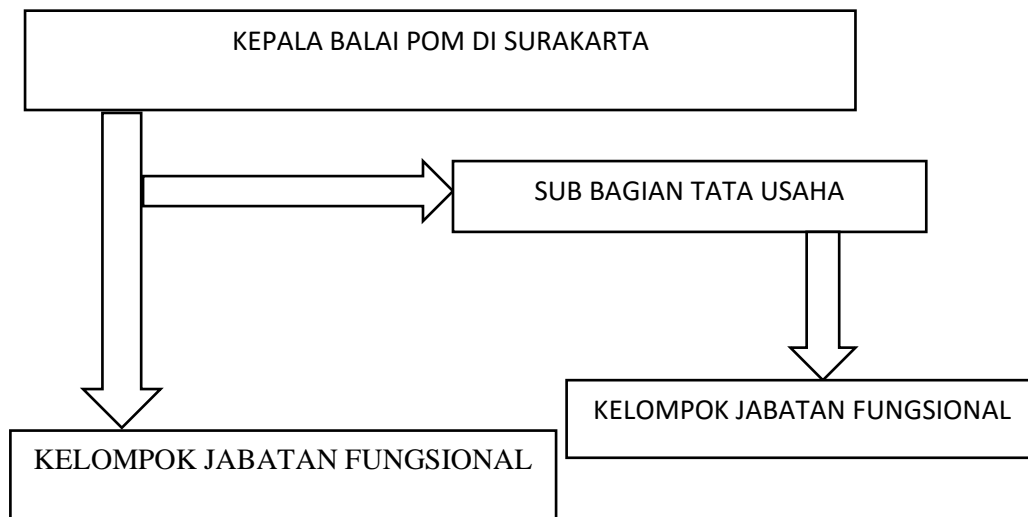 KEPALA BALAI POM DI SURAKARTA
SUB BAGIAN TATA USAHA
KELOMPOK JABATAN FUNGSIONAL
KELOMPOK JABATAN FUNGSIONAL